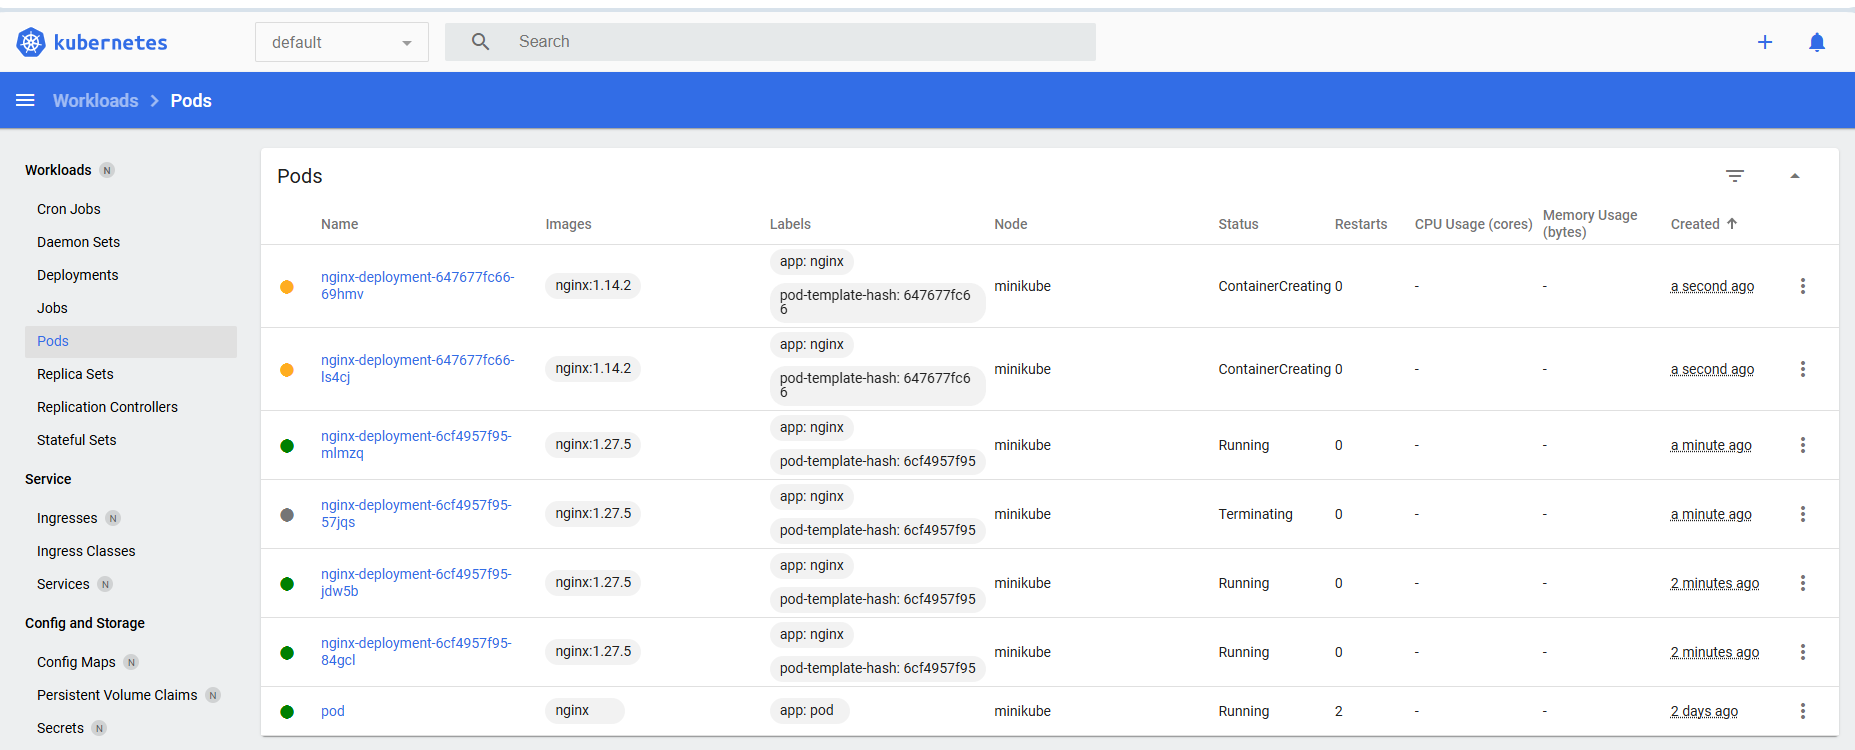 kubernetes
default
Search
Workloads
Pods
Workloads N
Cron Jobs
Daemon Sets
Deployments
Jobs
Pods
Replica Sets
Replication Controllers
Stateful Sets
Service
Ingresses N
Ingress Classes
Services N
Config and Storage
Config Maps N
Persistent Volume Claims N
Secrets N
Pods
Name Images Labels Node Status Restarts CPU Usage (cores) Memory Usage (bytes) Created
nginx-deployment-647677fc66-
69hmv
nginx:1.14.2
app: nginx
pod-template-hash: 647677fc6
6
minikube
ContainerCreating 0 - - a second ago
nginx-deployment-647677fc66-
ls4cj
nginx:1.14.2
app: nginx
pod-template-hash: 647677fc6
6
minikube
ContainerCreating 0 - - a second ago
nginx-deployment-6cf4957f95-
mlmzq
nginx:1.27.5
app: nginx
pod-template-hash: 6cf4957f95
minikube
Running 0 - - a minute ago
nginx-deployment-6cf4957f95-
57jqs
nginx:1.27.5
app: nginx
pod-template-hash: 6cf4957f95
minikube
Terminating 0 - - a minute ago
nginx-deployment-6cf4957f95-
jdw5b
nginx:1.27.5
app: nginx
pod-template-hash: 6cf4957f95
minikube
Running 0 - - 2 minutes ago
nginx-deployment-6cf4957f95-
84gcl
nginx:1.27.5
app: nginx
pod-template-hash: 6cf4957f95
minikube
Running 0 - - 2 minutes ago
pod
nginx
app: pod
minikube
Running 2 - - 2 days ago